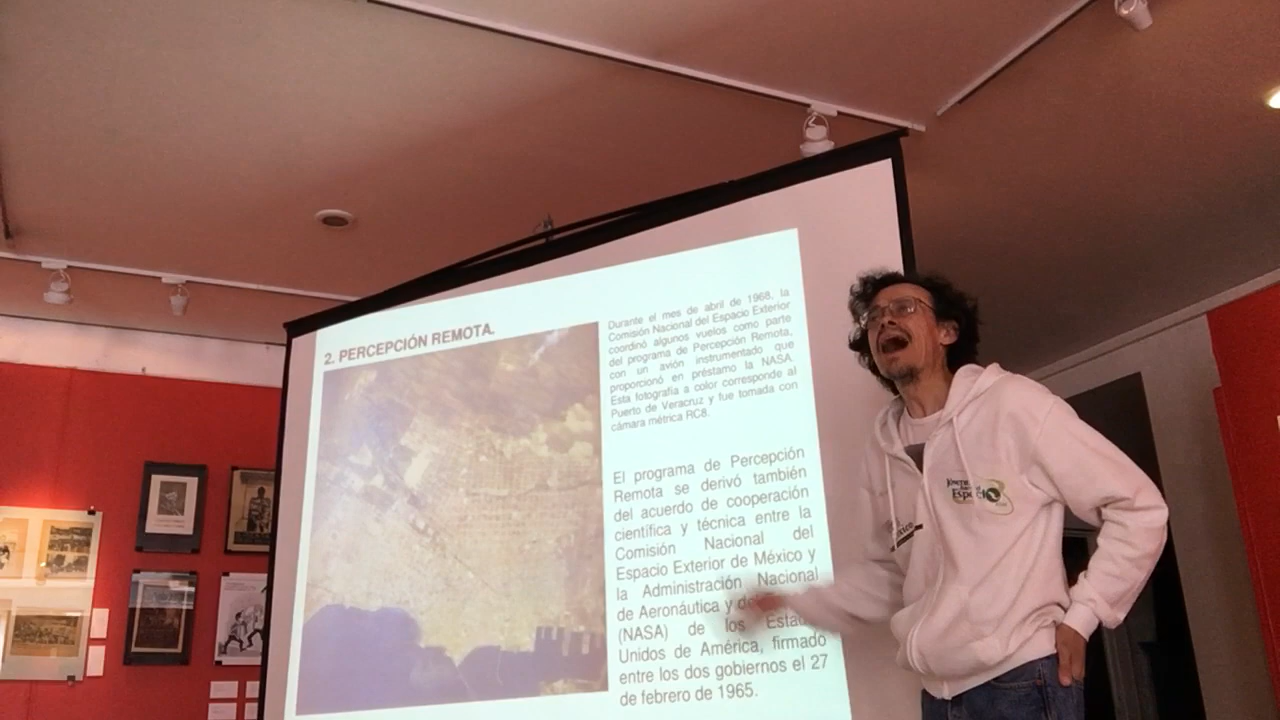 2. PERCEPCIÓN REMOTA.
Durante el mes de abril de 1968, la
Comisión Nacional del Espacio Exterior
coordinó algunos vuelos como parte
del programa de Percepción Remota,
con un avión instrumentado que
proporcionó en préstamo la NASA.
Esta fotografía a color corresponde al
Puerto de Veracruz y fue tomada con
cámara métrica RC8.
El programa de Percepción
Remota se derivó también
del acuerdo de cooperación
científica y técnica entre la
Comisión Nacional del
Espacio Exterior de México y
la Administración Nacional
de Aeronáutica y
(NASA) de los
Unidos de América, firmado
entre los dos gobiernos el 27
de febrero de 1965.